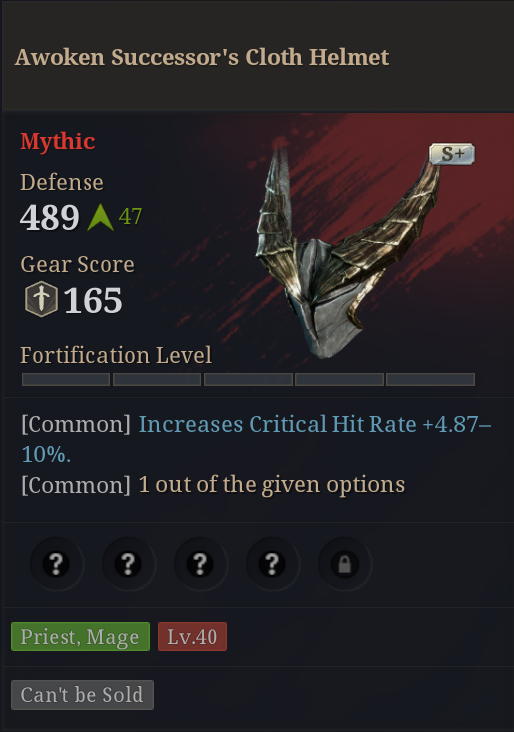 Awoken Successor's Cloth Helmet
Mythic
S+
Defense
489 47
Gear Score
165
Fortification Level
[Common] Increases Critical Hit Rate +4.87–
10%.
[Common] 1 out of the given options
? ? ? ?
Priest, Mage Lv.40
Can't be Sold